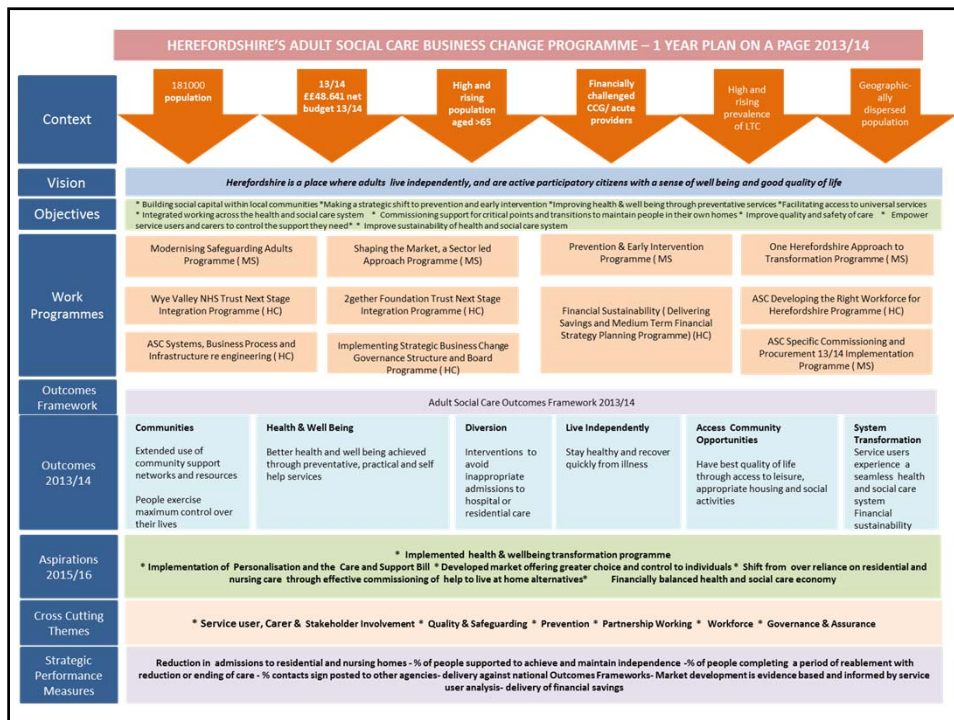 HEREFORDSHIRE'S ADULT SOCIAL CARE BUSINESS CHANGE PROGRAMME – 1 YEAR PLAN ON A PAGE 2013/14
Context
181000
population
13/14
££48.641 net
budget 13/14
High and
rising
population
aged >65
Financially
challenged
CCG/ acute
providers
High and
rising
prevalence
of LTC
Geographic-
ally
dispersed
population
Vision
Herefordshire is a place where adults live independently, and are active participatory citizens with a sense of well being and good quality of life
Objectives
* Building social capital within local communities *Making a strategic shift to prevention and early intervention *Improving health & well being through preventative services *Facilitating access to universal services
* Integrated working across the health and social care system * Commissioning support for critical points and transitions to maintain people in their own homes * Improve quality and safety of care * Empower
service users and carers to control the support they need* * Improve sustainability of health and social care system
Work
Programmes
Modernising Safeguarding Adults
Programme ( MS)
Shaping the Market, a Sector led
Approach Programme ( MS)
Prevention & Early Intervention
Programme ( MS
One Herefordshire Approach to
Transformation Programme ( MS)
Wye Valley NHS Trust Next Stage
Integration Programme ( HC)
2gether Foundation Trust Next Stage
Integration Programme ( HC)
Financial Sustainability ( Delivering
Savings and Medium Term Financial
Strategy Planning Programme) (HC)
ASC Developing the Right Workforce for
Herefordshire Programme ( HC)
ASC Systems, Business Process and
Infrastructure re engineering ( HC)
Implementing Strategic Business Change
Governance Structure and Board
Programme ( HC)
ASC Specific Commissioning and
Procurement 13/14 Implementation
Programme ( MS)
Outcomes
Framework
Adult Social Care Outcomes Framework 2013/14
Outcomes
2013/14
Communities
Extended use of
community support
networks and resources
People exercise
maximum control over
their lives
Health & Well Being
Better health and well being achieved
through preventative, practical and self
help services
Diversion
Interventions to
avoid
inappropriate
admissions to
hospital or
residential care
Live Independently
Stay healthy and recover
quickly from illness
Access Community
Opportunities
Have best quality of life
through access to leisure,
appropriate housing and social
activities
System
Transformation
Service users
experience a
seamless health
and social care
system
Financial
sustainability
Aspirations
2015/16
* Implemented health & wellbeing transformation programme
* Implementation of Personalisation and the Care and Support Bill * Developed market offering greater choice and control to individuals * Shift from over reliance on residential and
nursing care through effective commissioning of help to live at home alternatives* Financially balanced health and social care economy
Cross Cutting
Themes
* Service user, Carer & Stakeholder Involvement * Quality & Safeguarding * Prevention * Partnership Working * Workforce * Governance & Assurance
Strategic
Performance
Measures
Reduction in admissions to residential and nursing homes - % of people supported to achieve and maintain independence -% of people completing a period of reablement with
reduction or ending of care - % contacts sign posted to other agencies- delivery against national Outcomes Frameworks- Market development is evidence based and informed by service
user analysis- delivery of financial savings